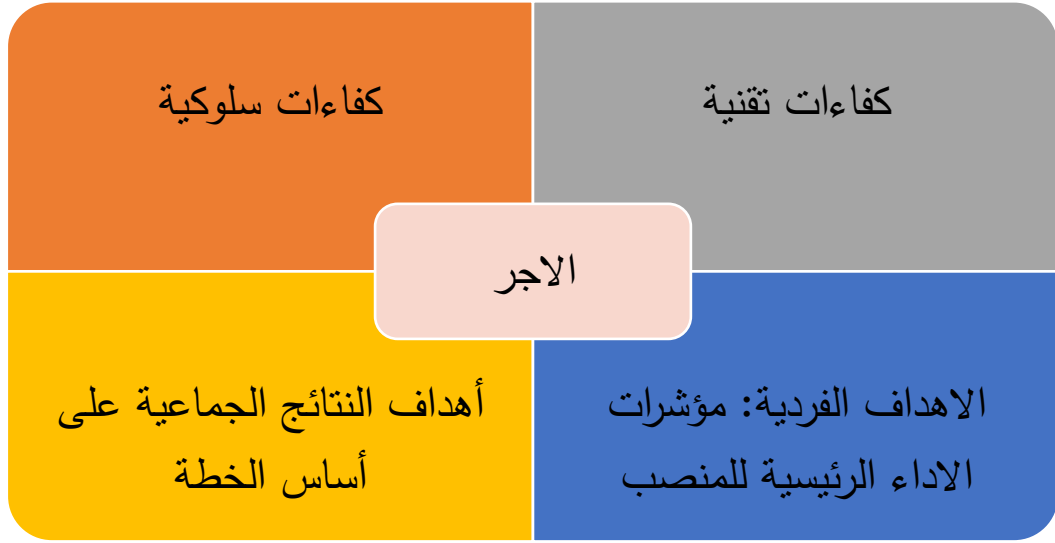 كفاءات تقنية
كفاءات سلوكية
الاجر
الاهداف الفردية: مؤشرات
الاداء الرئيسية للمنصب
أهداف النتائج الجماعية على
أساس الخطة